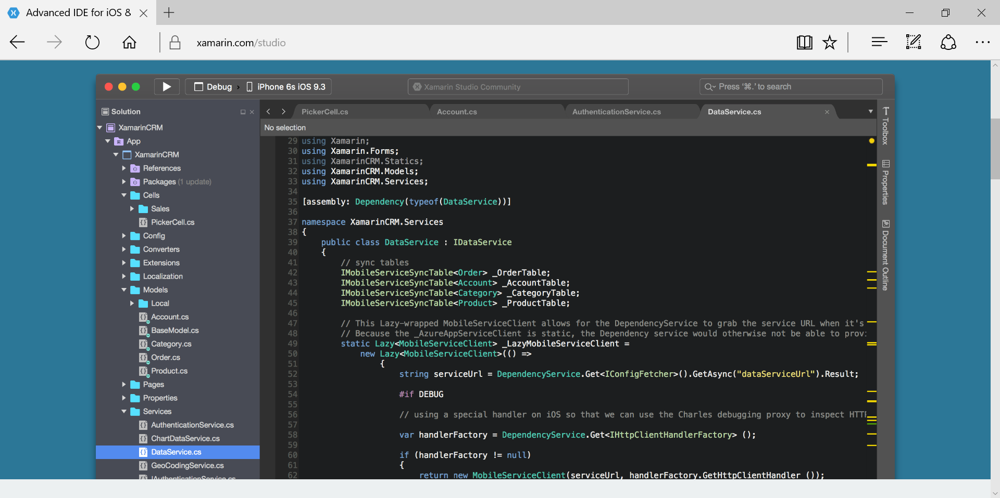 Advanced IDE for iOS &
xamarin.com/studio
Debug
iPhone 6s iOS 9.3
Xamarin Studio Community
Press '⌘.' to search
Solution
XamarinCRM
App
XamarinCRM
References
Packages (1 update)
Cells
Sales
PickerCell.cs
Config
Converters
Extensions
Localization
Models
Local
Account.cs
BaseModel.cs
Category.cs
Order.cs
Product.cs
Pages
Properties
Services
AuthenticationService.cs
ChartDataService.cs
DataService.cs
GeoCodingService.cs
IAuthenticationService.cs
PickerCell.cs
Account.cs
AuthenticationService.cs
DataService.cs
No selection
29 using Xamarin;
30 using Xamarin.Forms;
31 using XamarinCRM.Statics;
32 using XamarinCRM.Models;
33 using XamarinCRM.Services;
34
35 [assembly: Dependency(typeof(DataService))]
36
37 namespace XamarinCRM.Services
38 {
39 public class DataService : IDataService
40 {
41 // sync tables
42 IMobileServiceSyncTable<Order> _OrderTable;
43 IMobileServiceSyncTable<Account> _AccountTable;
44 IMobileServiceSyncTable<Category> _CategoryTable;
45 IMobileServiceSyncTable<Product> _ProductTable;
46
47 // This Lazy-wrapped MobileServiceClient allows for the DependencyService to grab the service URL when it's
48 // Because the _AzureAppServiceClient is static, the Dependency service would otherwise not be able to provi
49 static Lazy<MobileServiceClient> _LazyMobileServiceClient =
50 new Lazy<MobileServiceClient>(() =>
51 {
52 string serviceUrl = DependencyService.Get<IConfigFetcher>().GetAsync("dataServiceUrl").Result;
53
54 #if DEBUG
55
56 // using a special handler on iOS so that we can use the Charles debugging proxy to inspect HTTP
57
58 var handlerFactory = DependencyService.Get<IHttpClientHandlerFactory> ();
59
60 if (handlerFactory != null)
61 {
62 return new MobileServiceClient(serviceUrl, handlerFactory.GetHttpClientHandler ());
Toolbox
Properties
Document Outline